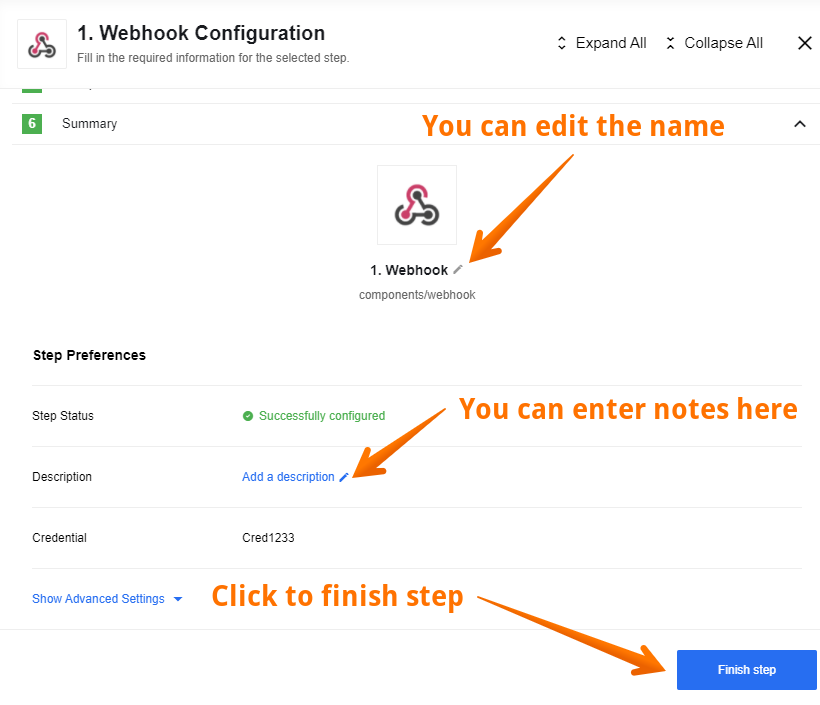 1. Webhook Configuration
Fill in the required information for the selected step.
Expand All
Collapse All
6 Summary
You can edit the name
1. Webhook
components/webhook
Step Preferences
Step Status
Successfully configured
You can enter notes here
Description
Add a description
Credential
Cred1233
Show Advanced Settings
Click to finish step
Finish step